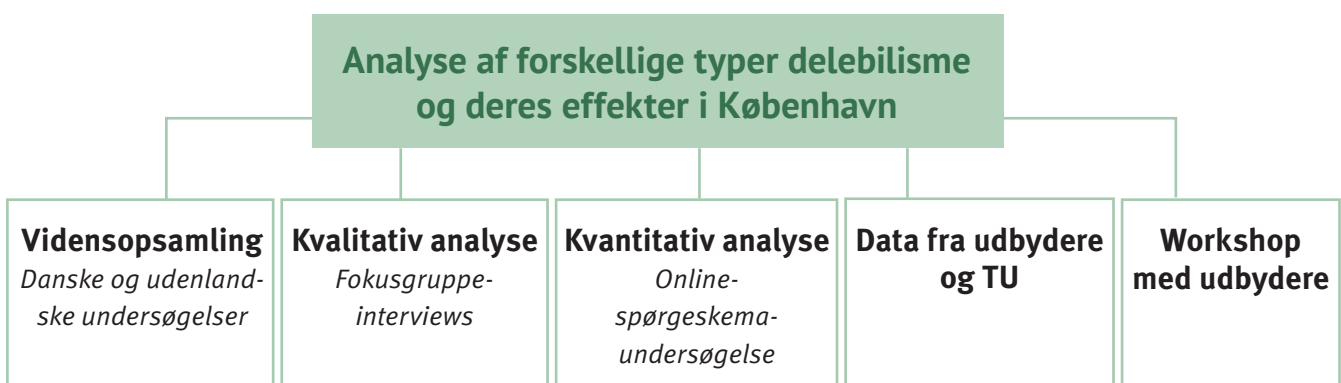 Analyse af forskellige typer delebilisme
og deres effekter i København
Vidensopsamling
Danske og udenland-
ske undersøgelser
Kvalitativ analyse
Fokusgruppe-
interviews
Kvantitativ analyse
Online-
spørgeskema-
undersøgelse
Data fra udbydere
og TU
Workshop
med udbydere